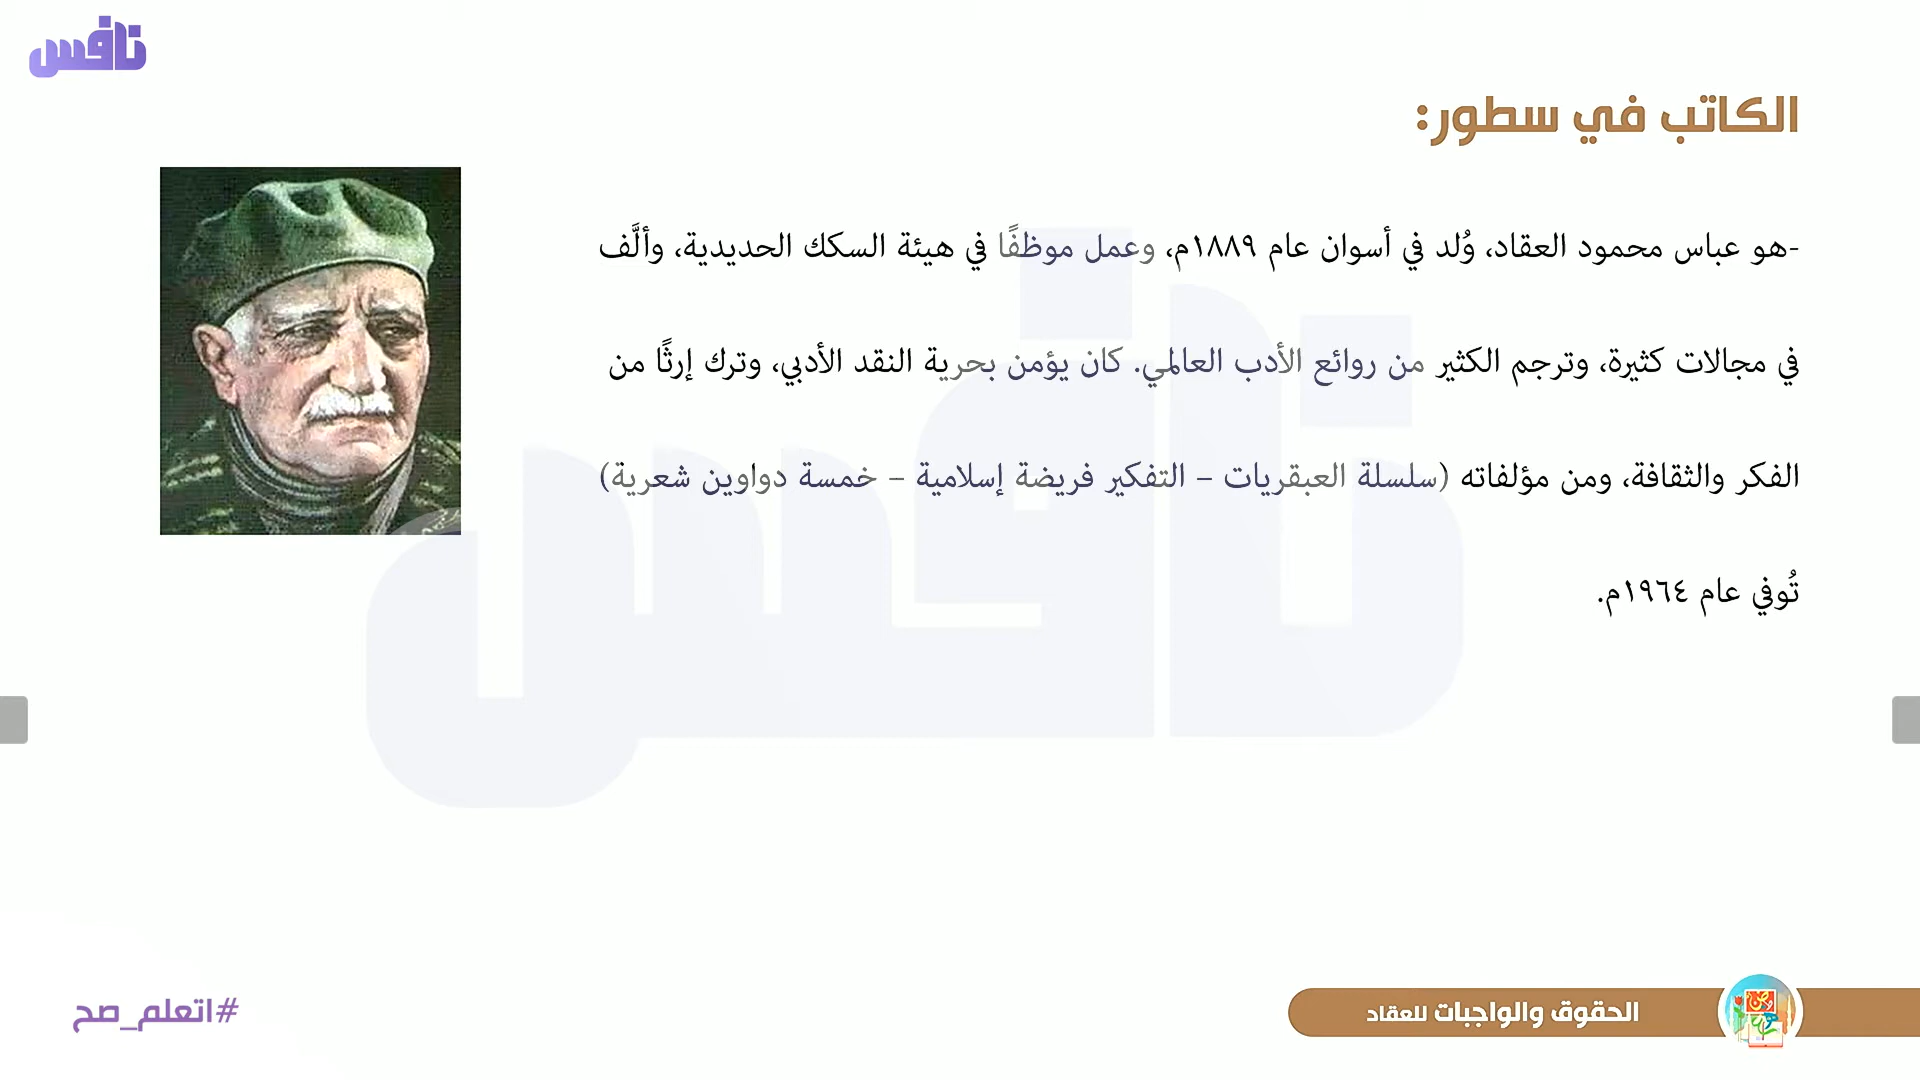 نافس
الكاتب في سطور:
-هو عباس محمود العقاد، وُلد في أسوان عام ١٨٨٩م، وعمل موظفًا في هيئة السكك الحديدية، وألَّف
في مجالات كثيرة، وترجم الكثير من روائع الأدب العالمي. كان يؤمن بحرية النقد الأدبي، وترك إرثًا من
الفكر والثقافة، ومن مؤلفاته (سلسلة العبقريات – التفكير فريضة إسلامية – خمسة دواوين شعرية)
تُوفي عام ١٩٦٤م.
نافس
الحقوق والواجبات للعقاد
#اتعلم_صح